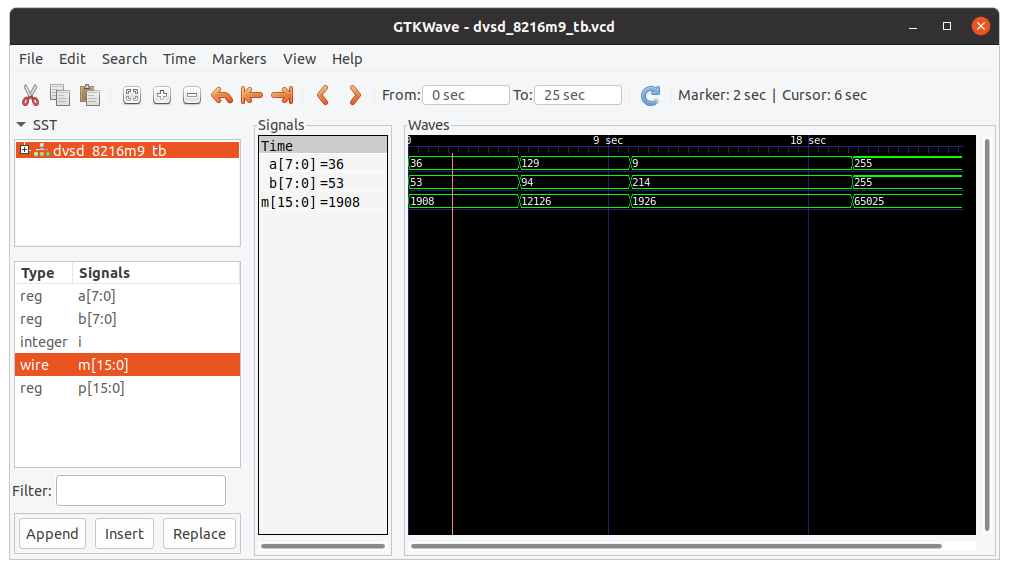 GTKWave - dvsd_8216m9_tb.vcd
File Edit Search Time Markers View Help
From: 0 sec To: 25 sec Marker: 2 sec | Cursor: 6 sec
SST
dvsd_8216m9_tb
Type Signals
reg a[7:0]
reg b[7:0]
integer i
wire m[15:0]
reg p[15:0]
Filter:
Append Insert Replace
Signals
Time
a[7:0] =36
b[7:0] =53
m[15:0] =1908
Waves
0 9 sec 18 sec
36 129 9 255
53 94 214 255
1908 12126 1926 65025